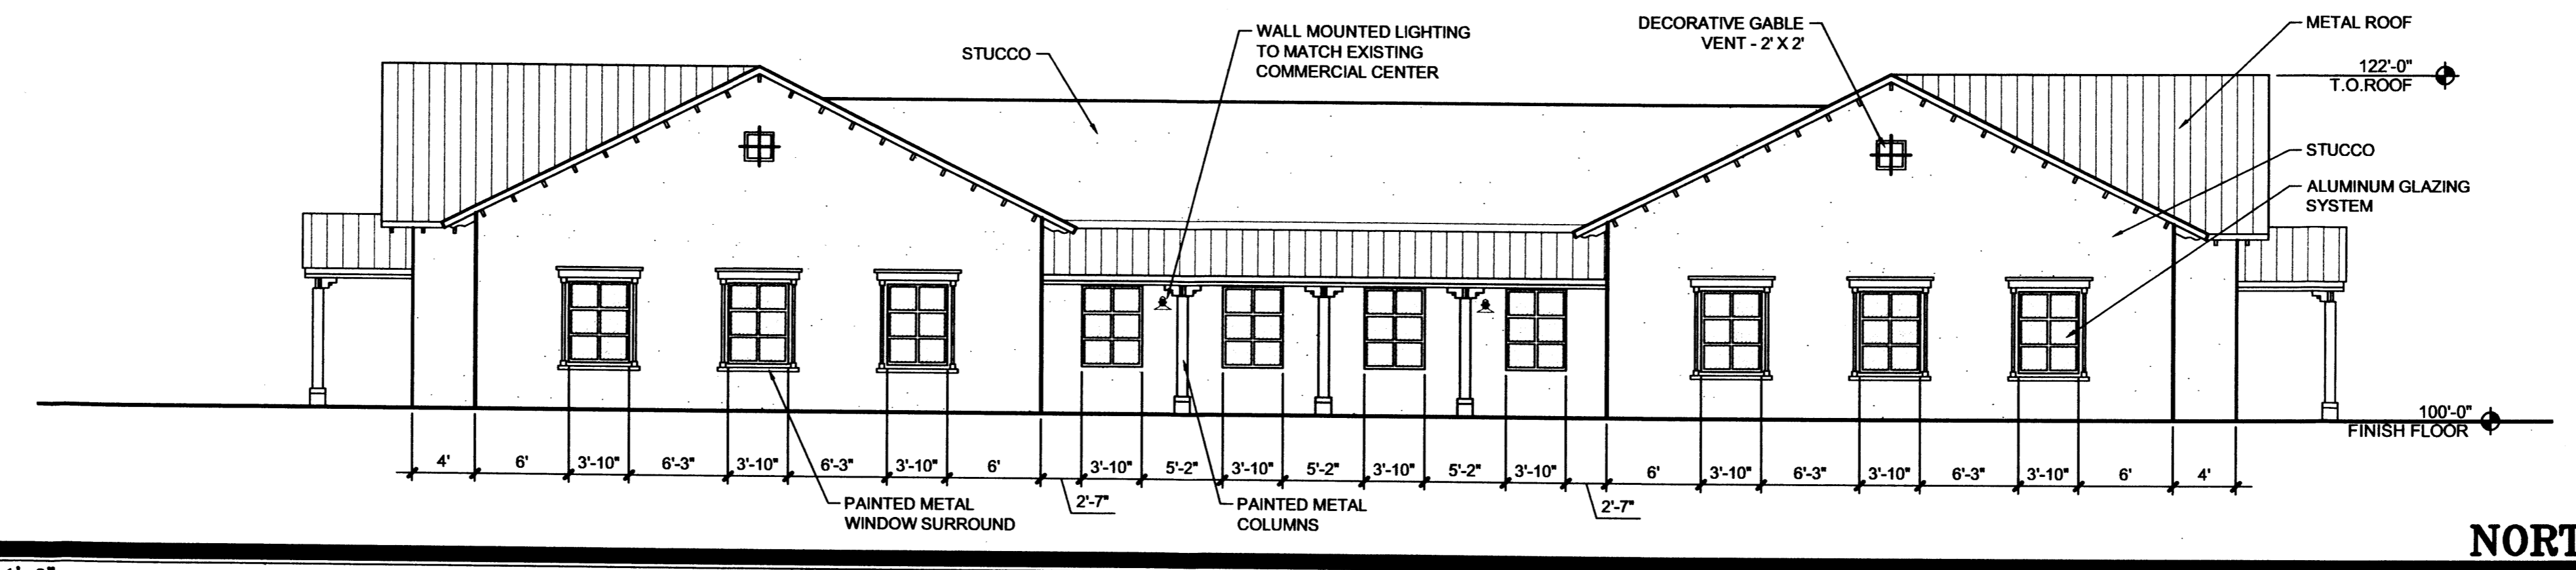 STUCCO
WALL MOUNTED LIGHTING
TO MATCH EXISTING
COMMERCIAL CENTER
DECORATIVE GABLE
VENT - 2' X 2'
METAL ROOF
122'-0"
T.O.ROOF
STUCCO
ALUMINUM GLAZING
SYSTEM
100'-0"
FINISH FLOOR
4' 6' 3'-10" 6'-3" 3'-10" 6'-3" 3'-10" 6' 3'-10" 5'-2" 3'-10" 5'-2" 3'-10" 5'-2" 3'-10" 6' 3'-10" 6'-3" 3'-10" 6'-3" 3'-10" 6' 4'
2'-7"
2'-7"
PAINTED METAL
WINDOW SURROUND
PAINTED METAL
COLUMNS
NORT